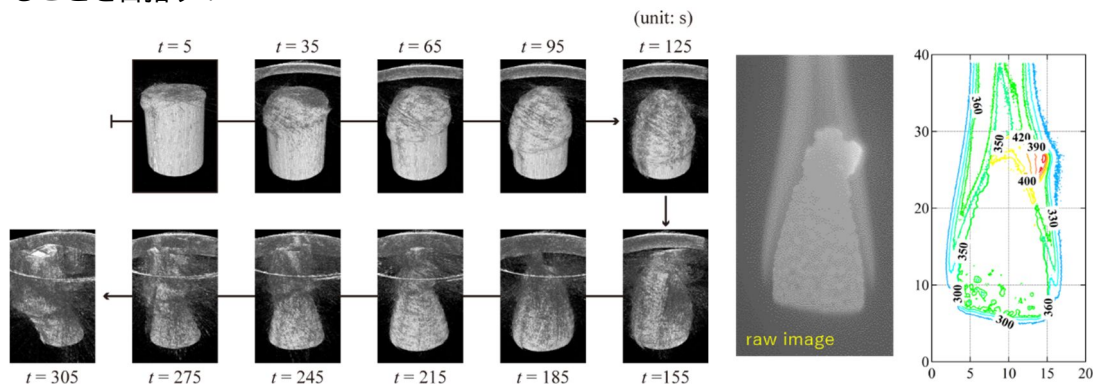 (unit: s)
t = 5
t = 35
t = 65
t = 95
t = 125
t = 305
t = 275
t = 245
t = 215
t = 185
t =155
raw image
40
30
20
10
0
0
5
10
15
20
360
350
420
390
400
330
350
300
360
300